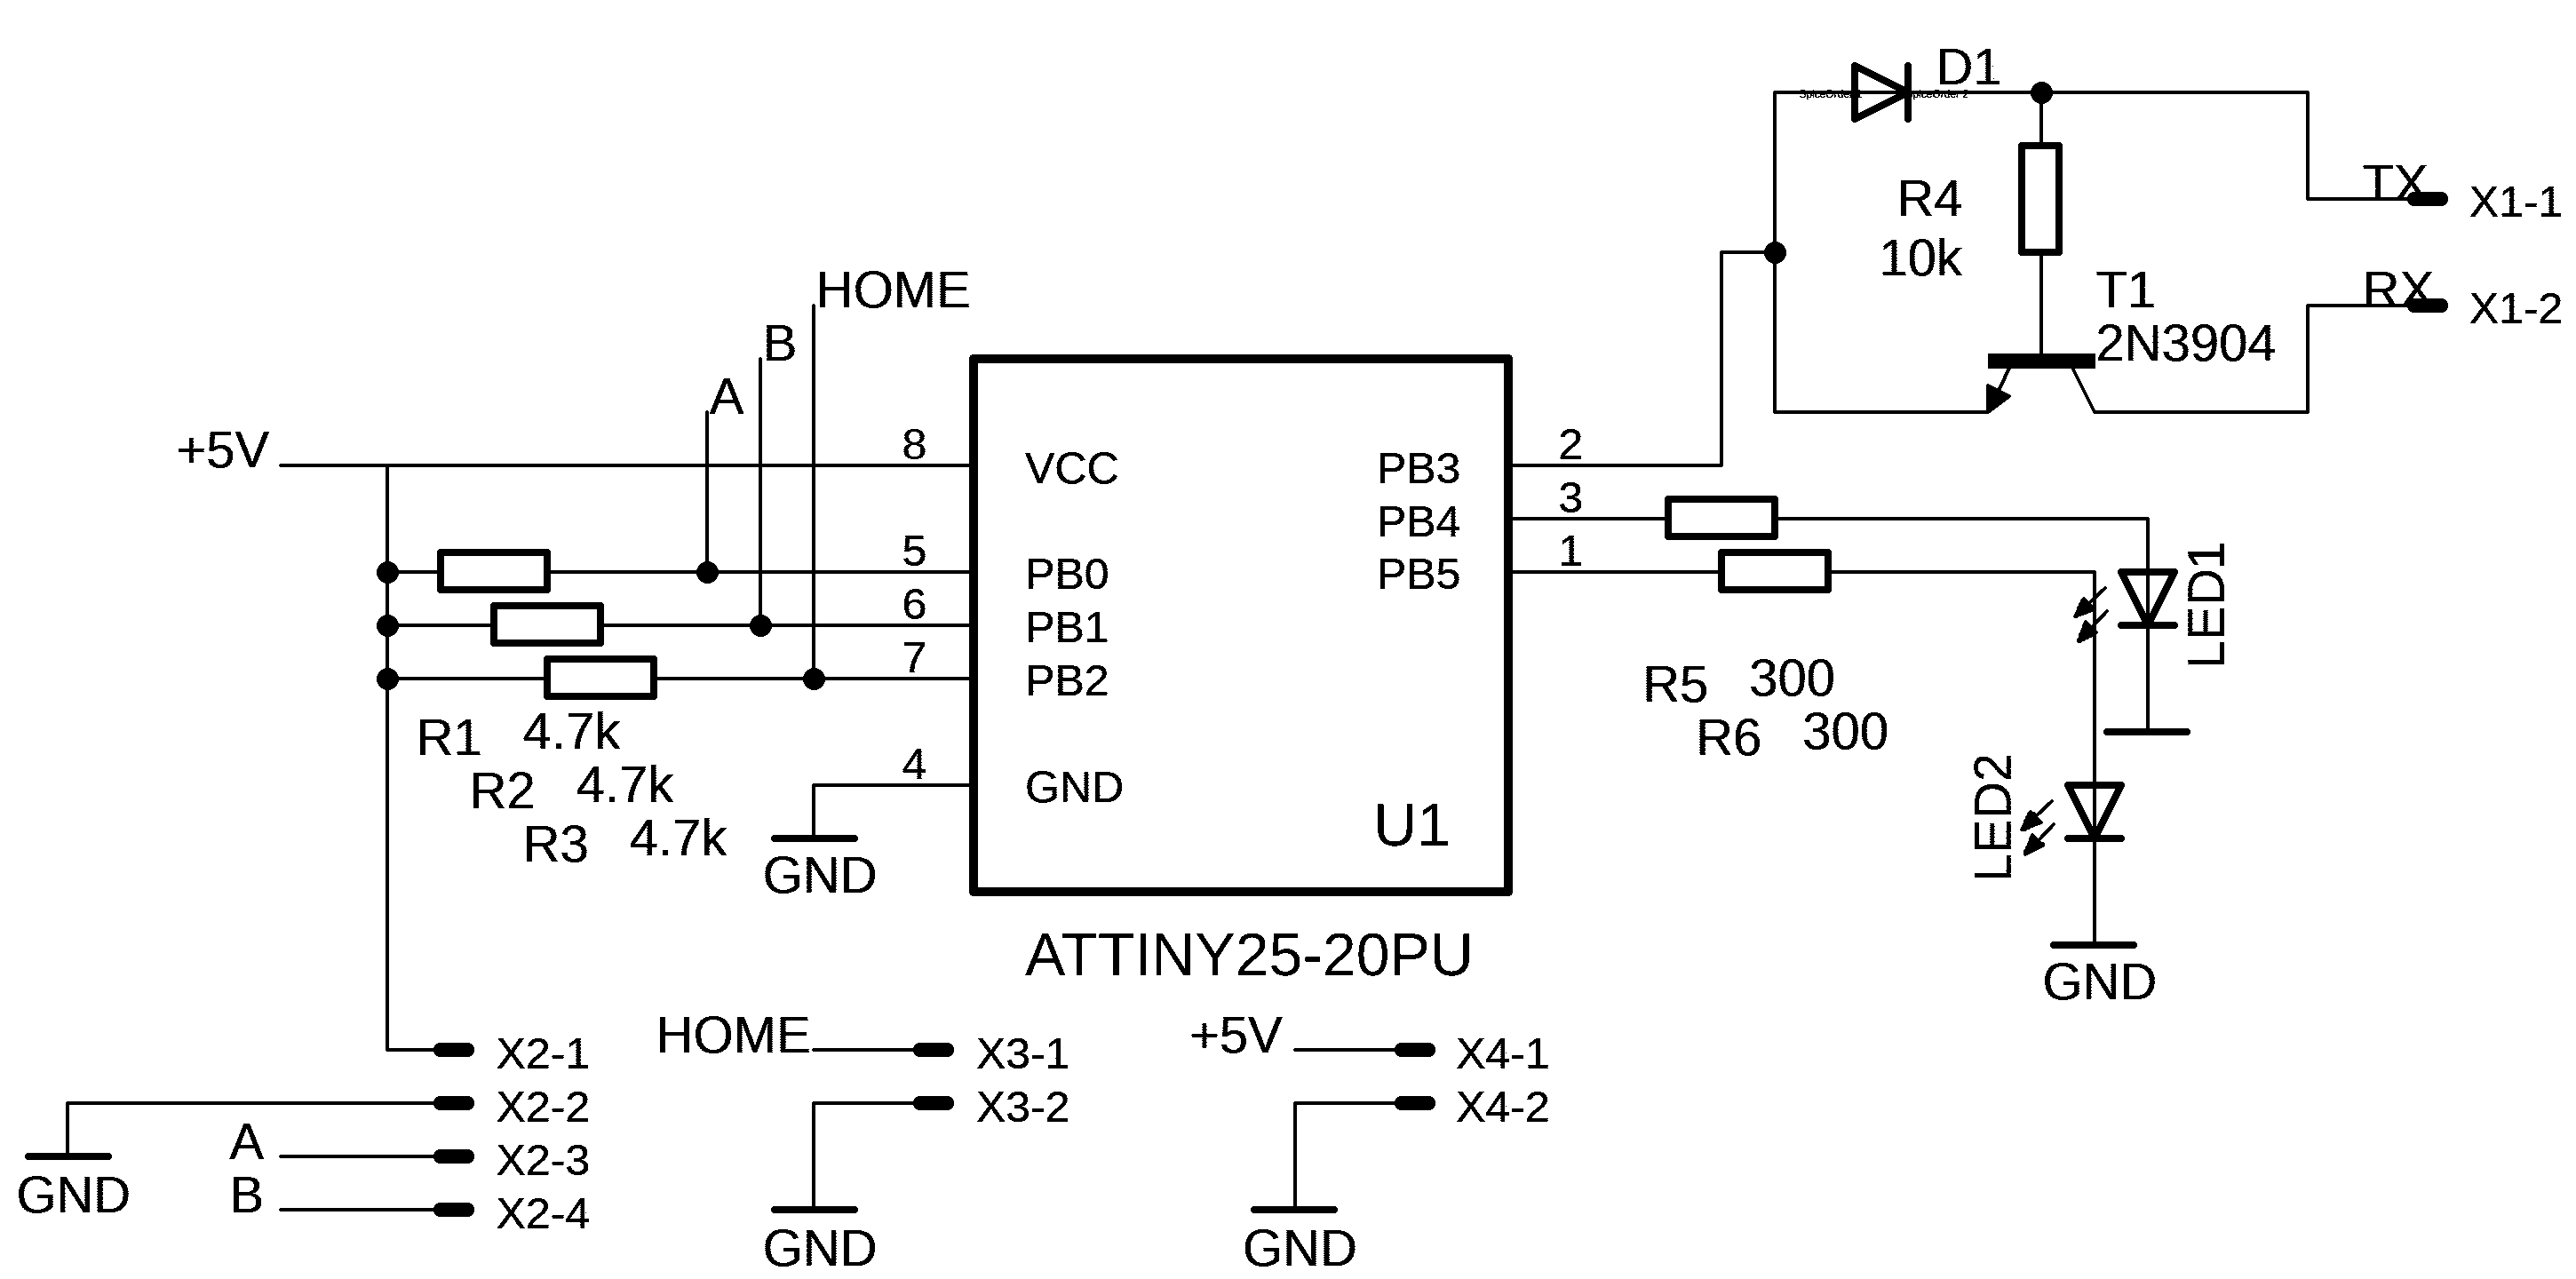 D1
SpiceOrder 1
SpiceOrder 2
TX
X1-1
R4
10k
RX
X1-2
T1
2N3904
HOME
B
A
+5V
8
VCC
PB3
2
PB4
3
5
PB0
PB5
1
6
PB1
7
PB2
LED1
R5 300
R6 300
R1 4.7k
R2 4.7k
R3 4.7k
4
GND
GND
U1
LED2
ATTINY25-20PU
GND
X2-1
X2-2
A
X2-3
B
X2-4
GND
HOME
X3-1
X3-2
GND
+5V
X4-1
X4-2
GND